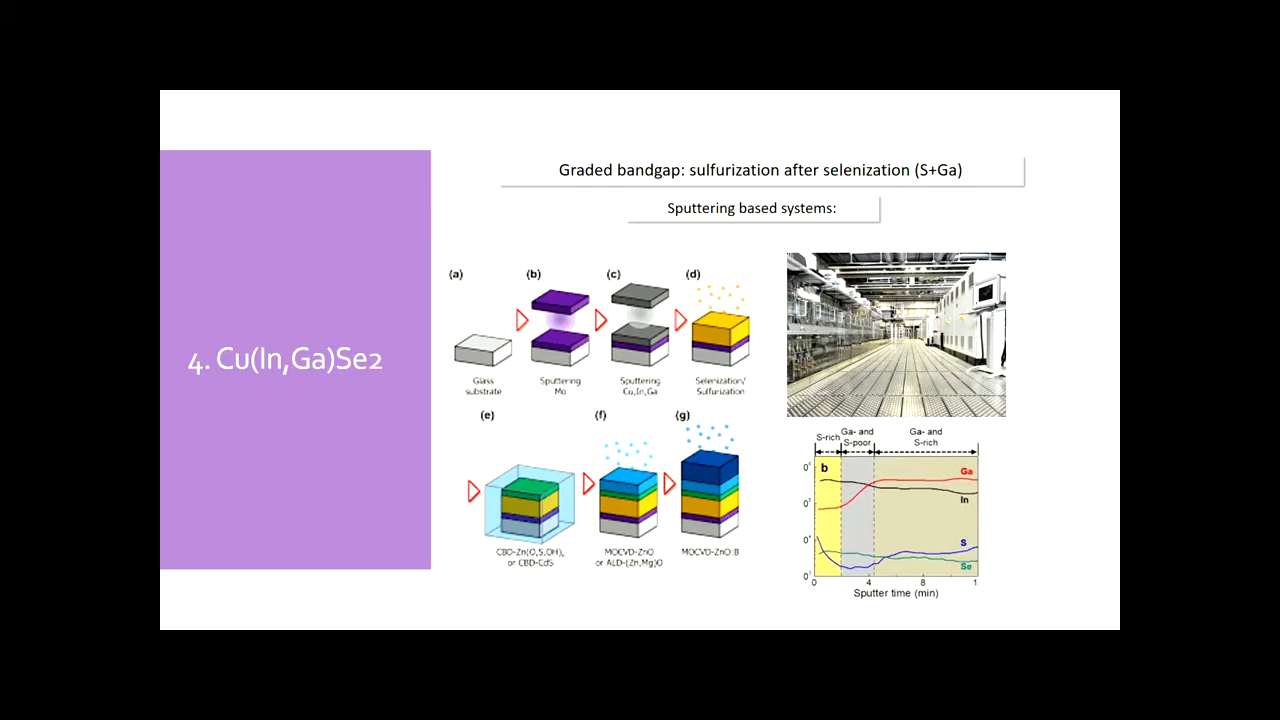 Graded bandgap: sulfurization after selenization (S+Ga)
Sputtering based systems:
4. Cu(In,Ga)Se2
(a)
(b)
(c)
(d)
Glass
substrate
Sputtering
Mo
Sputtering
Cu,In,Ga
Selenization/
Sulfurization
(e)
(f)
(g)
CBD-Zn(O,S,OH),
or CBD-CdS
MOCVD-ZnO
or ALD-(Zn,Mg)O
MOCVD-ZnO:B
S-rich
Ga- and
S-poor
Ga- and
S-rich
b
Ga
In
S
Se
0 4 8 1
Sputter time (min)